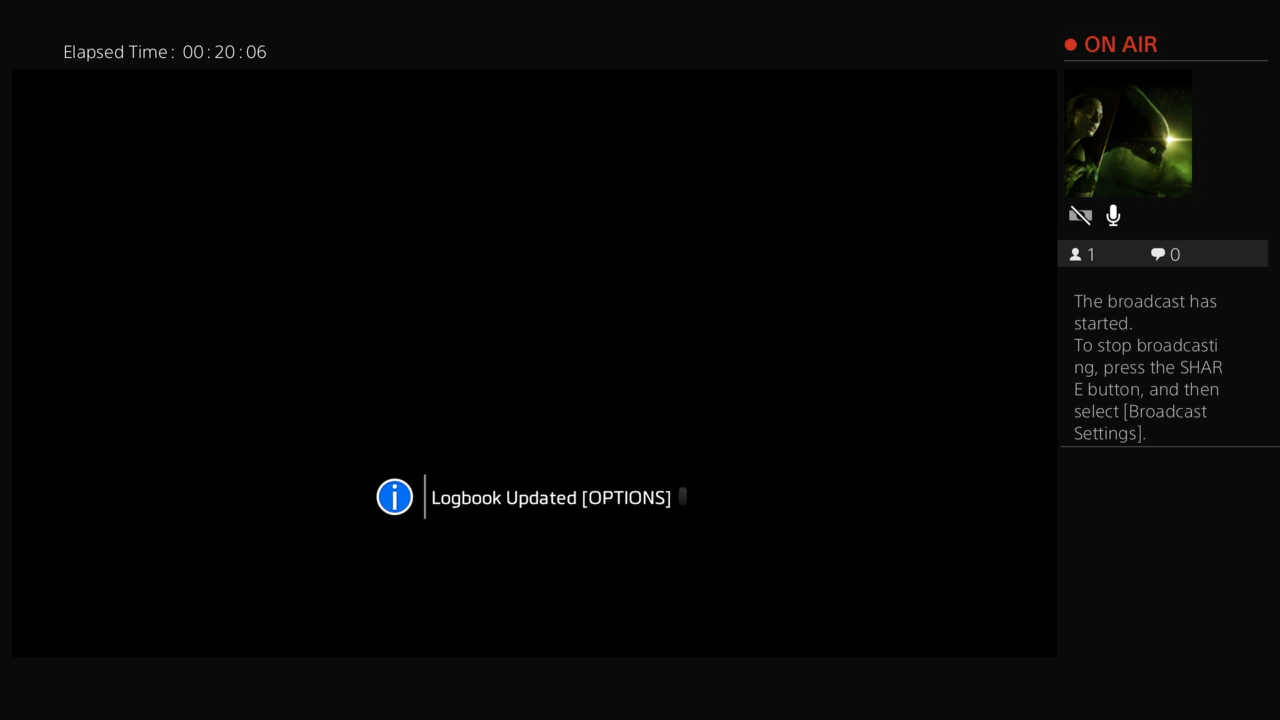 Elapsed Time: 00:20:06
ON AIR
1 0
The broadcast has
started.
To stop broadcasti
ng, press the SHAR
E button, and then
select [Broadcast
Settings].
Logbook Updated [OPTIONS]